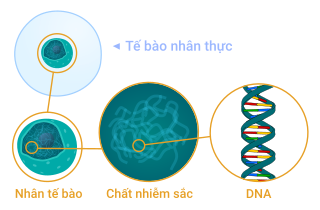 Tế bào nhân thực
Nhân tế bào
Chất nhiễm sắc
DNA